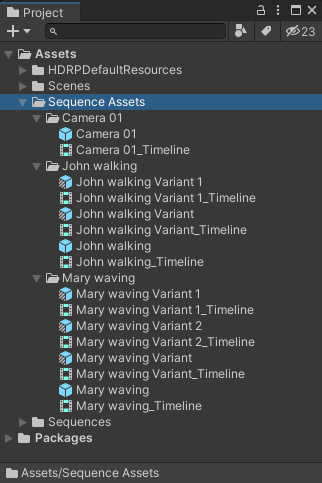 Project
23
Assets
HDRPDefaultResources
Scenes
Sequence Assets
Camera 01
Camera 01
Camera 01_Timeline
John walking
John walking Variant 1
John walking Variant 1_Timeline
John walking Variant
John walking Variant_Timeline
John walking
John walking_Timeline
Mary waving
Mary waving Variant 1
Mary waving Variant 1_Timeline
Mary waving Variant 2
Mary waving Variant 2_Timeline
Mary waving Variant
Mary waving Variant_Timeline
Mary waving
Mary waving_Timeline
Sequences
Packages
Assets/Sequence Assets